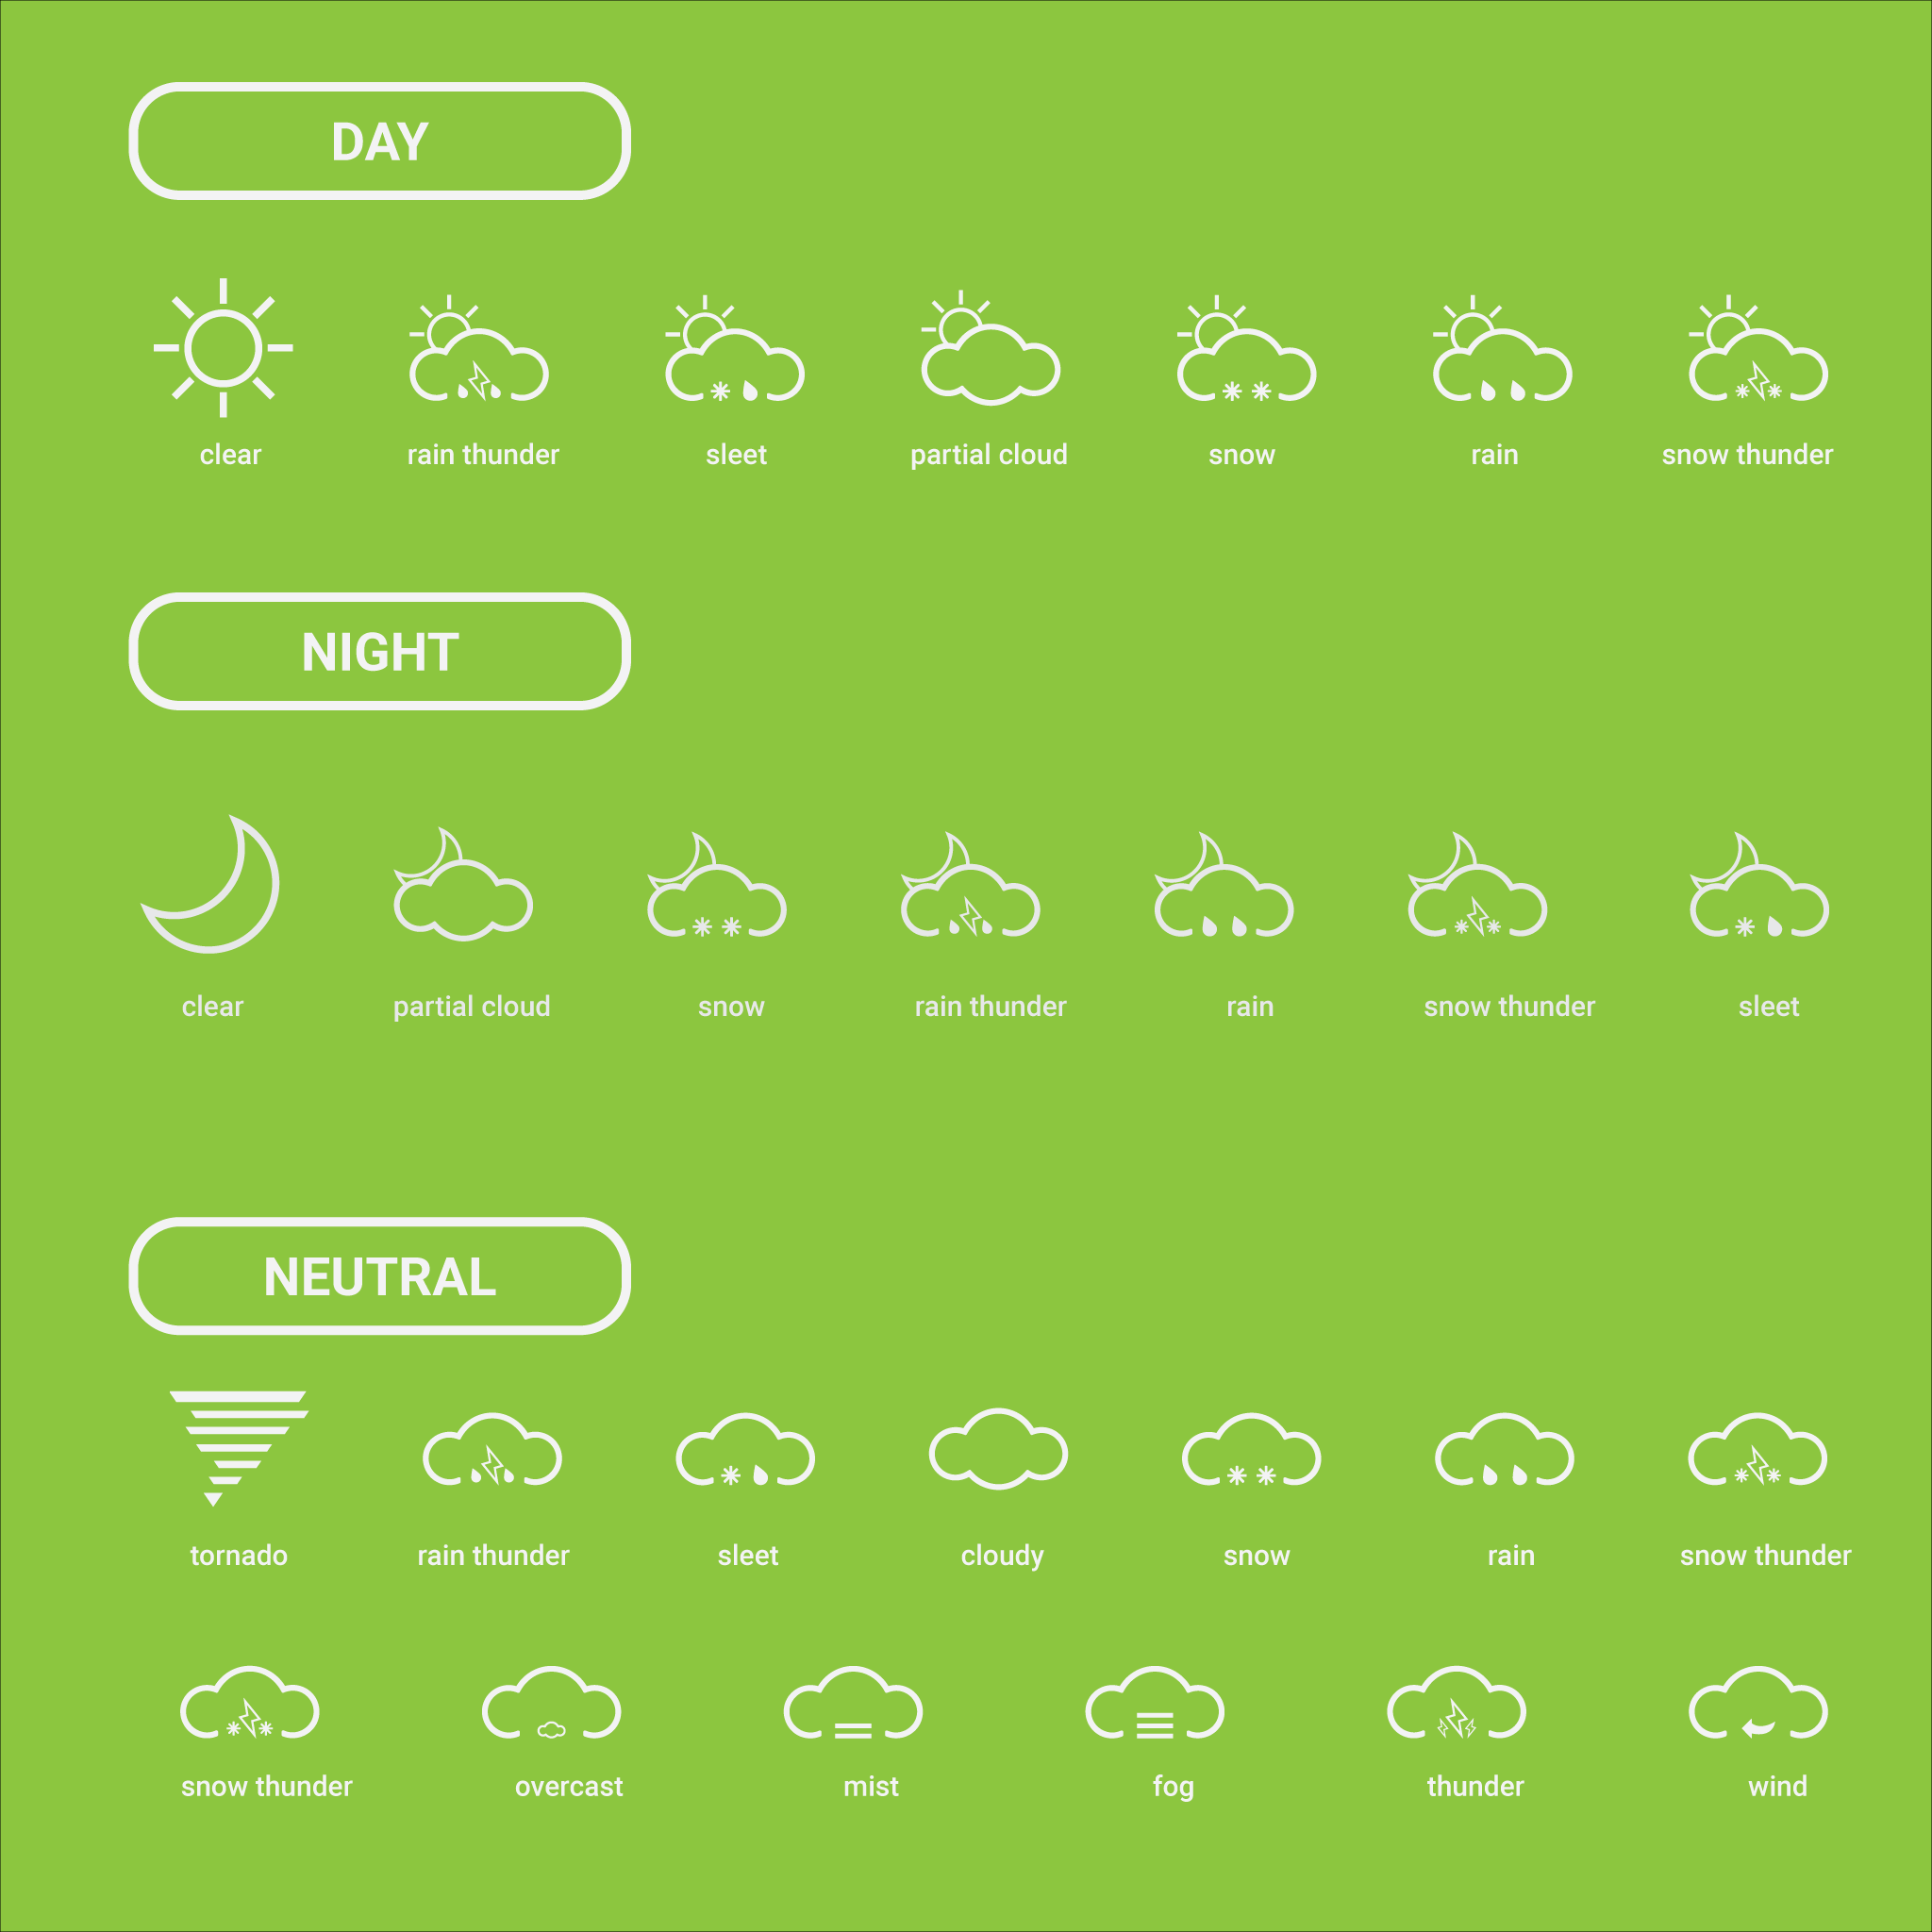 DAY
clear rain thunder sleet partial cloud snow rain snow thunder
NIGHT
clear partial cloud snow rain thunder rain snow thunder sleet
NEUTRAL
tornado rain thunder sleet cloudy snow rain snow thunder
snow thunder overcast mist fog thunder wind